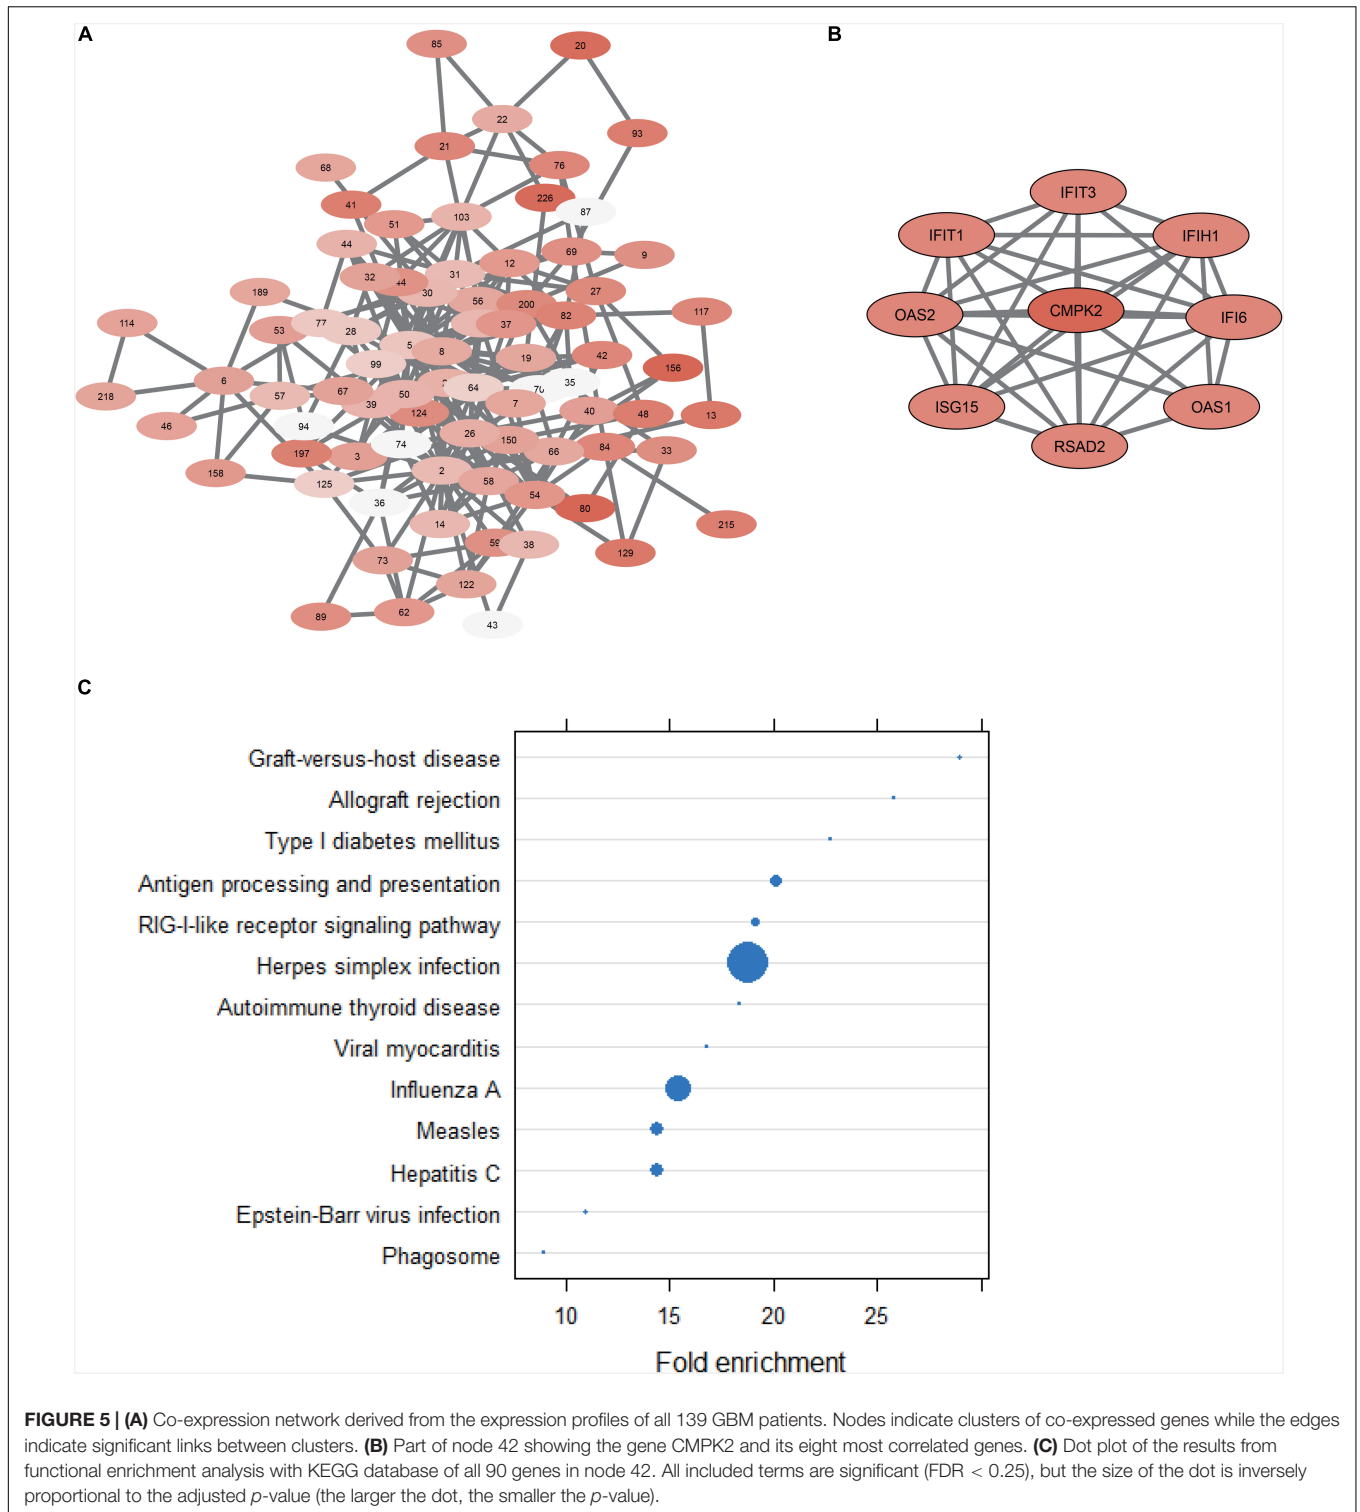 A
B
85
20
22
93
21
76
68
226
87
41
51
103
44
69
9
12
32
44
31
30
189
56
200
27
82
117
114
77
28
53
37
5
8
19
42
99
156
6
67
64
35
218
57
39
50
7
124
40
48
13
46
94
26
150
197
74
3
66
84
33
158
2
58
125
36
54
80
14
215
59
38
129
73
122
89
62
43
IFIT3
IFIT1
IFIH1
OAS2
CMPK2
IFI6
ISG15
OAS1
RSAD2
C
Graft-versus-host disease
Allograft rejection
Type I diabetes mellitus
Antigen processing and presentation
RIG-I-like receptor signaling pathway
Herpes simplex infection
Autoimmune thyroid disease
Viral myocarditis
Influenza A
Measles
Hepatitis C
Epstein-Barr virus infection
Phagosome
10 15 20 25
Fold enrichment
FIGURE 5 | (A) Co-expression network derived from the expression profiles of all 139 GBM patients. Nodes indicate clusters of co-expressed genes while the edges
indicate significant links between clusters. (B) Part of node 42 showing the gene CMPK2 and its eight most correlated genes. (C) Dot plot of the results from
functional enrichment analysis with KEGG database of all 90 genes in node 42. All included terms are significant (FDR < 0.25), but the size of the dot is inversely
proportional to the adjusted p-value (the larger the dot, the smaller the p-value).